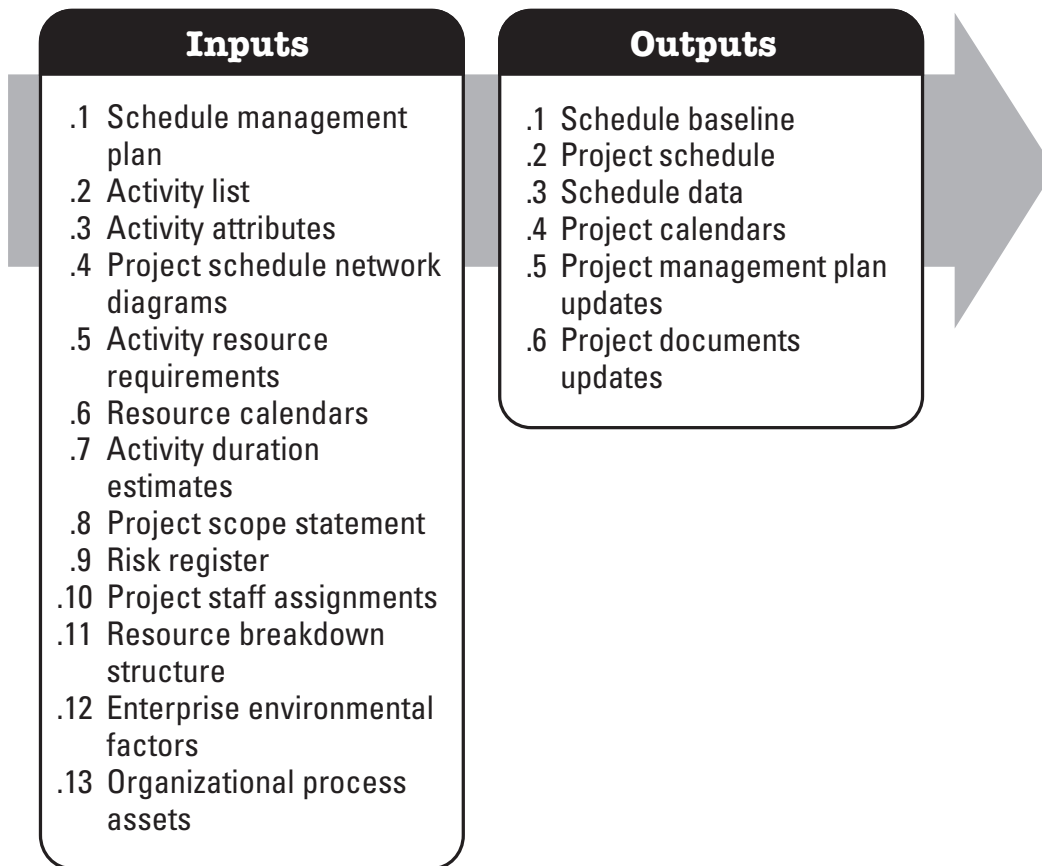 Inputs
.1 Schedule management
plan
.2 Activity list
.3 Activity attributes
.4 Project schedule network
diagrams
.5 Activity resource
requirements
.6 Resource calendars
.7 Activity duration
estimates
.8 Project scope statement
.9 Risk register
.10 Project staff assignments
.11 Resource breakdown
structure
.12 Enterprise environmental
factors
.13 Organizational process
assets
Outputs
.1 Schedule baseline
.2 Project schedule
.3 Schedule data
.4 Project calendars
.5 Project management plan
updates
.6 Project documents
updates